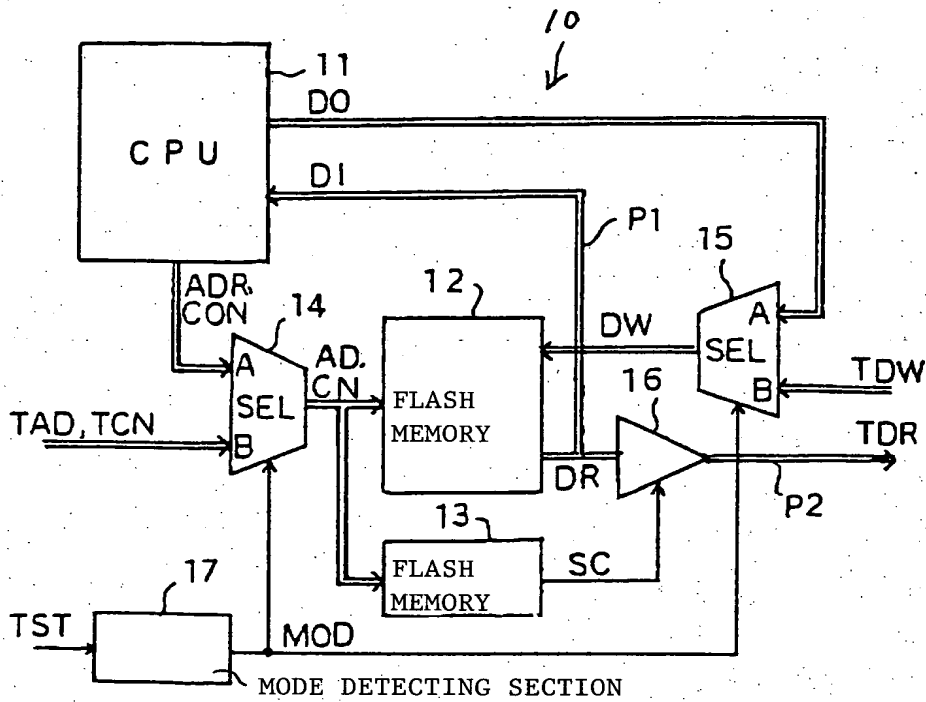 10
11
CPU
DO
DI
P1
15
ADR.
CON
14
12
A
DW
SEL
AD.
CN
A
16
B
TDW
SEL
FLASH
MEMORY
TAD, TCN
B
TDR
DR
P2
13
FLASH
MEMORY
SC
17
TST
MOD
MODE DETECTING SECTION